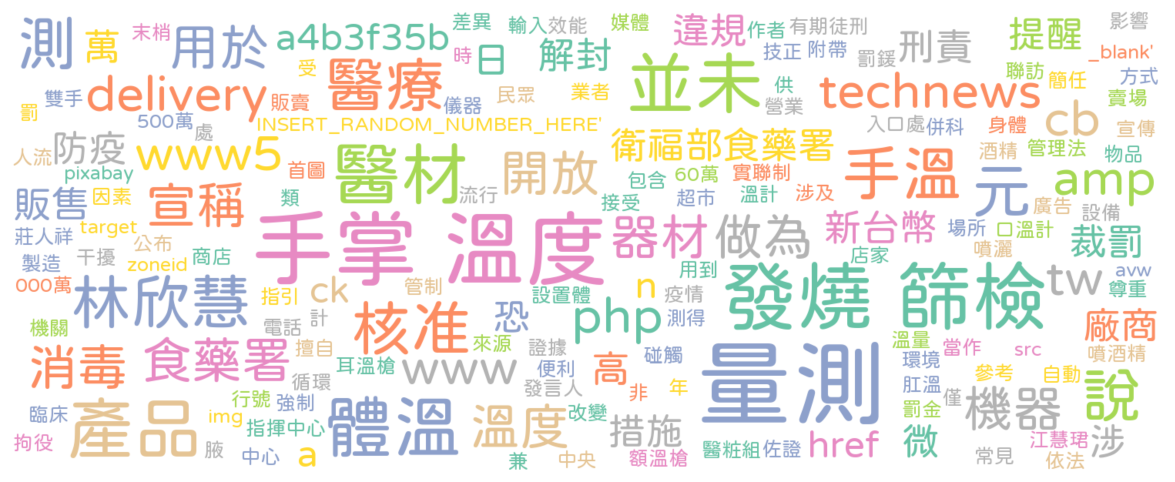 測 萬 末梢 用於 a4b3f35b 差異 輸入 效能 媒體 違規 作者 有期徒刑 刑責 提醒 影響
日 時 解封 技正 附帶 罰鍰 _blank'
雙手 delivery 販賣 醫療 受 儀器 民眾 業者 並未 供 營業 technews 聯訪 簡任 方式 賣場
罰 500萬 處 INSERT_RANDOM_NUMBER_HERE' 入口處 併科 身體 cb 宣傳
人流 防疫 www5 首圖 醫材 開放 衛福部食藥署 手溫 酒精 管理法 物品
pixabay 包含 60萬 實聯制
販售 因素 宣稱 類 流行 接受 超市 溫計 涉及 元 廣告 amp 設備
莊人祥 target 公布 手掌 溫度 器材 做為 新台幣 場所 口溫計 裁罰
製造 干擾 zoneid 商店 用到 店家 噴灑
000萬 林欣慧 指引 ck 管制 設置體 n 疫情 發燒 篩檢 tw avw 尊重
機關 電話 計 核准 恐 來源 php 測得 溫量 廠商
消毒 食藥署 擅自 耳溫槍 www 證據 便利 高 碰觸 環境 當作 src 噴酒精
循環 發言人 非 年 量測 肛溫 參考 自動
臨床 產品 行號 強制 體溫 溫度 改變 措施 罰金 僅 機器 說
拘役 img 指揮中心 a 醫粧組 佐證 href 微 江慧珺 涉
腋 中心 兼 中央 額溫槍 常見 依法